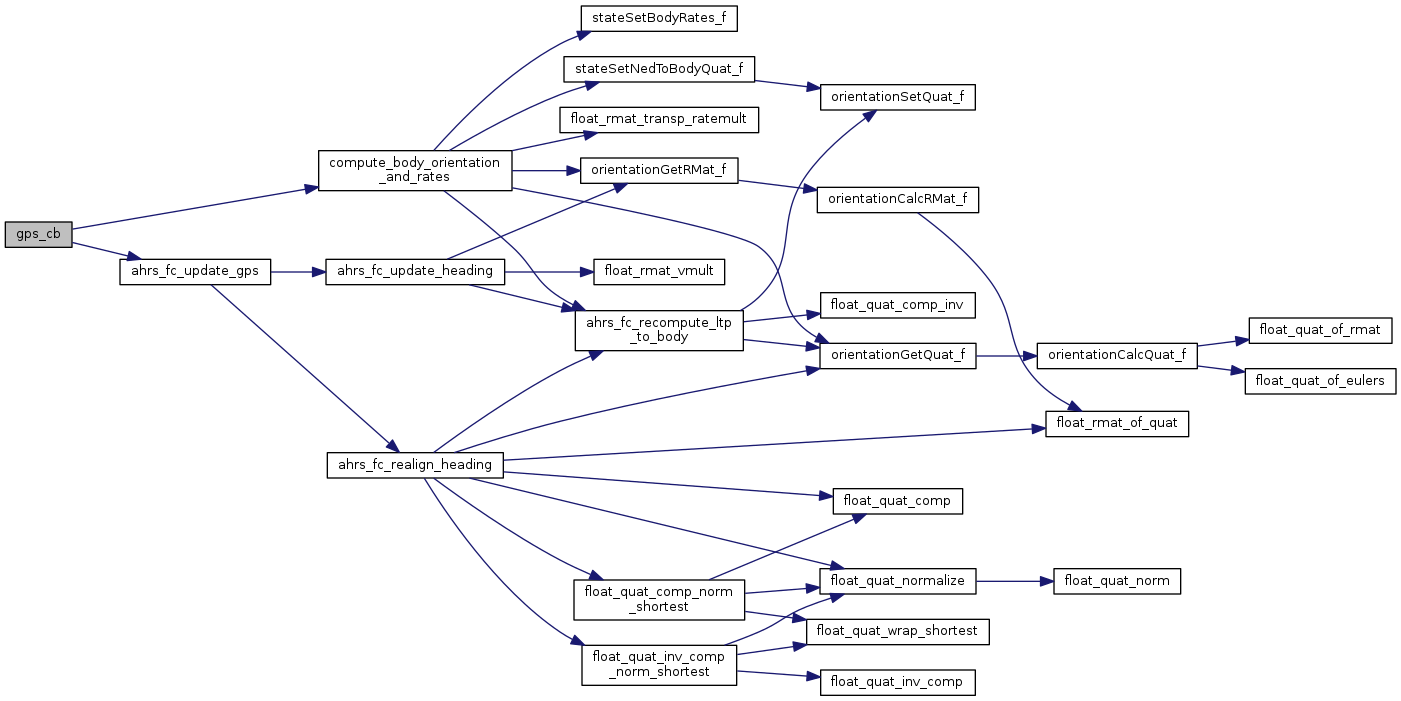 stateSetBodyRates_f
stateSetNedToBodyQuat_f
orientationSetQuat_f
float_rmat_transp_ratemult
compute_body_orientation
_and_rates
orientationGetRMat_f
orientationCalcRMat_f
gps_cb
ahrs_fc_update_gps
ahrs_fc_update_heading
float_rmat_vmult
float_quat_comp_inv
ahrs_fc_recompute_ltp
_to_body
float_quat_of_rmat
orientationGetQuat_f
orientationCalcQuat_f
float_quat_of_eulers
float_rmat_of_quat
ahrs_fc_realign_heading
float_quat_comp
float_quat_comp_norm
_shortest
float_quat_normalize
float_quat_norm
float_quat_wrap_shortest
float_quat_inv_comp
_norm_shortest
float_quat_inv_comp